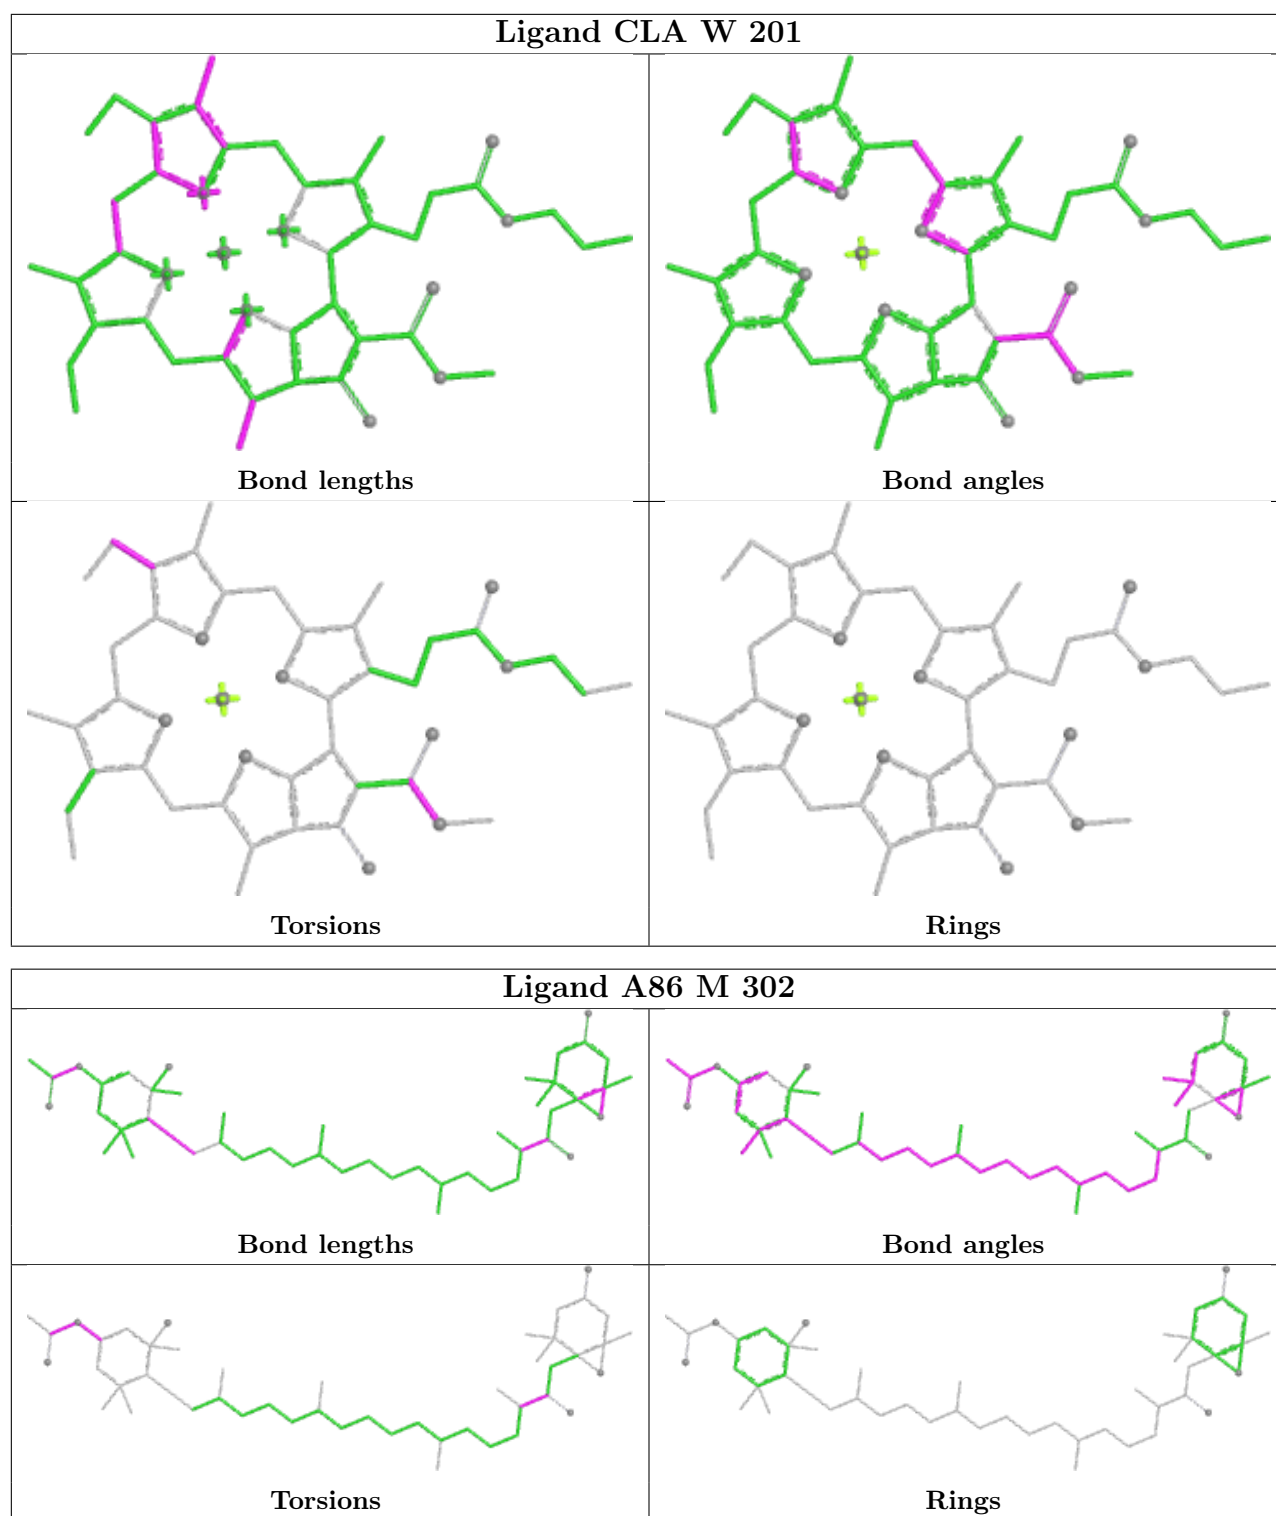 Ligand CLA W 201
Bond lengths
Bond angles
Torsions
Rings
Ligand A86 M 302
Bond lengths
Bond angles
Torsions
Rings